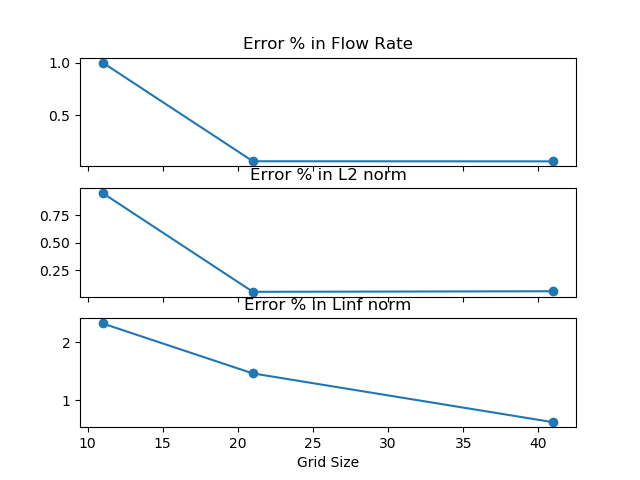 Error % in Flow Rate
1.0
0.5
Error % in L2 norm
0.75
0.50
0.25
Error % In Linf norm
2
1
10 15 20 25 30 35 40
Grid Size